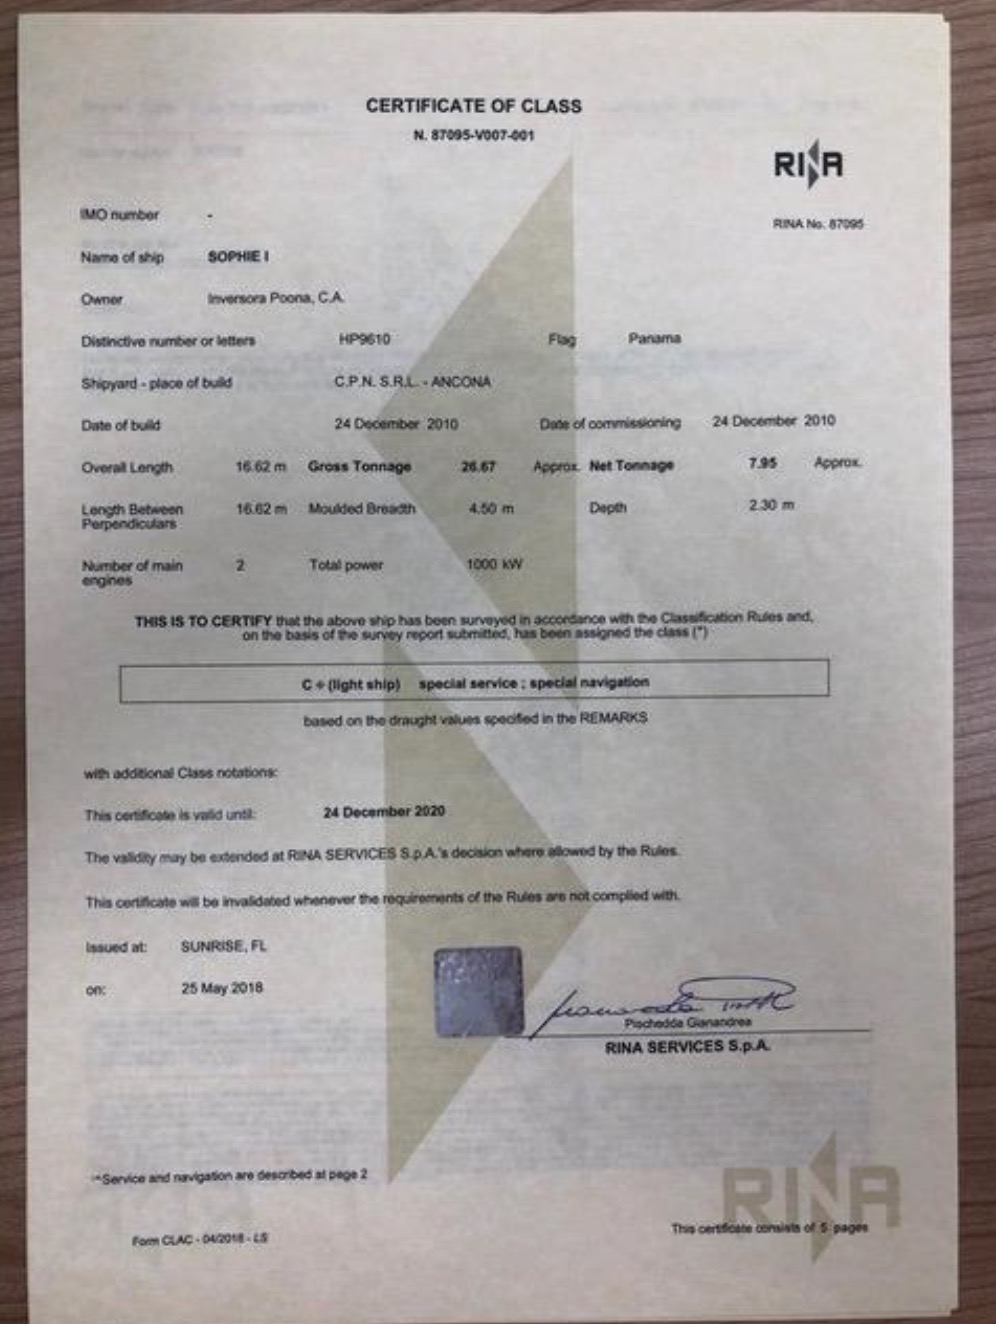 CERTIFICATE OF CLASS
N. 87095-V007-001
RINA
RINA No. 87095
IMO number -
Name of ship SOPHIE I
Owner Inversora Poona, C.A.
Distinctive number or letters HP9610 Flag Panama
Shipyard - place of build C.P.N. S.R.L. - ANCONA
Date of build 24 December 2010 Date of commissioning 24 December 2010
Overall Length 16.62 m Gross Tonnage 26.67 Approx. Net Tonnage 7.95 Approx.
Length Between Perpendiculars 16.62 m Moulded Breadth 4.50 m Depth 2.30 m
Number of main engines 2 Total power 1000 kW
THIS IS TO CERTIFY that the above ship has been surveyed in accordance with the Classification Rules and,
on the basis of the survey report submitted, has been assigned the class (*)
C + (light ship) special service ; special navigation
based on the draught values specified in the REMARKS
with additional Class notations:
This certificate is valid until: 24 December 2020
The validity may be extended at RINA SERVICES S.p.A.'s decision where allowed by the Rules.
This certificate will be invalidated whenever the requirements of the Rules are not complied with.
Issued at: SUNRISE, FL
on: 25 May 2018
Pischedda Gianandrea
RINA SERVICES S.p.A.
Service and navigation are described at page 2
RINA
This certificate consists of 5 pages
Form CLAC - 04/2018 - LS